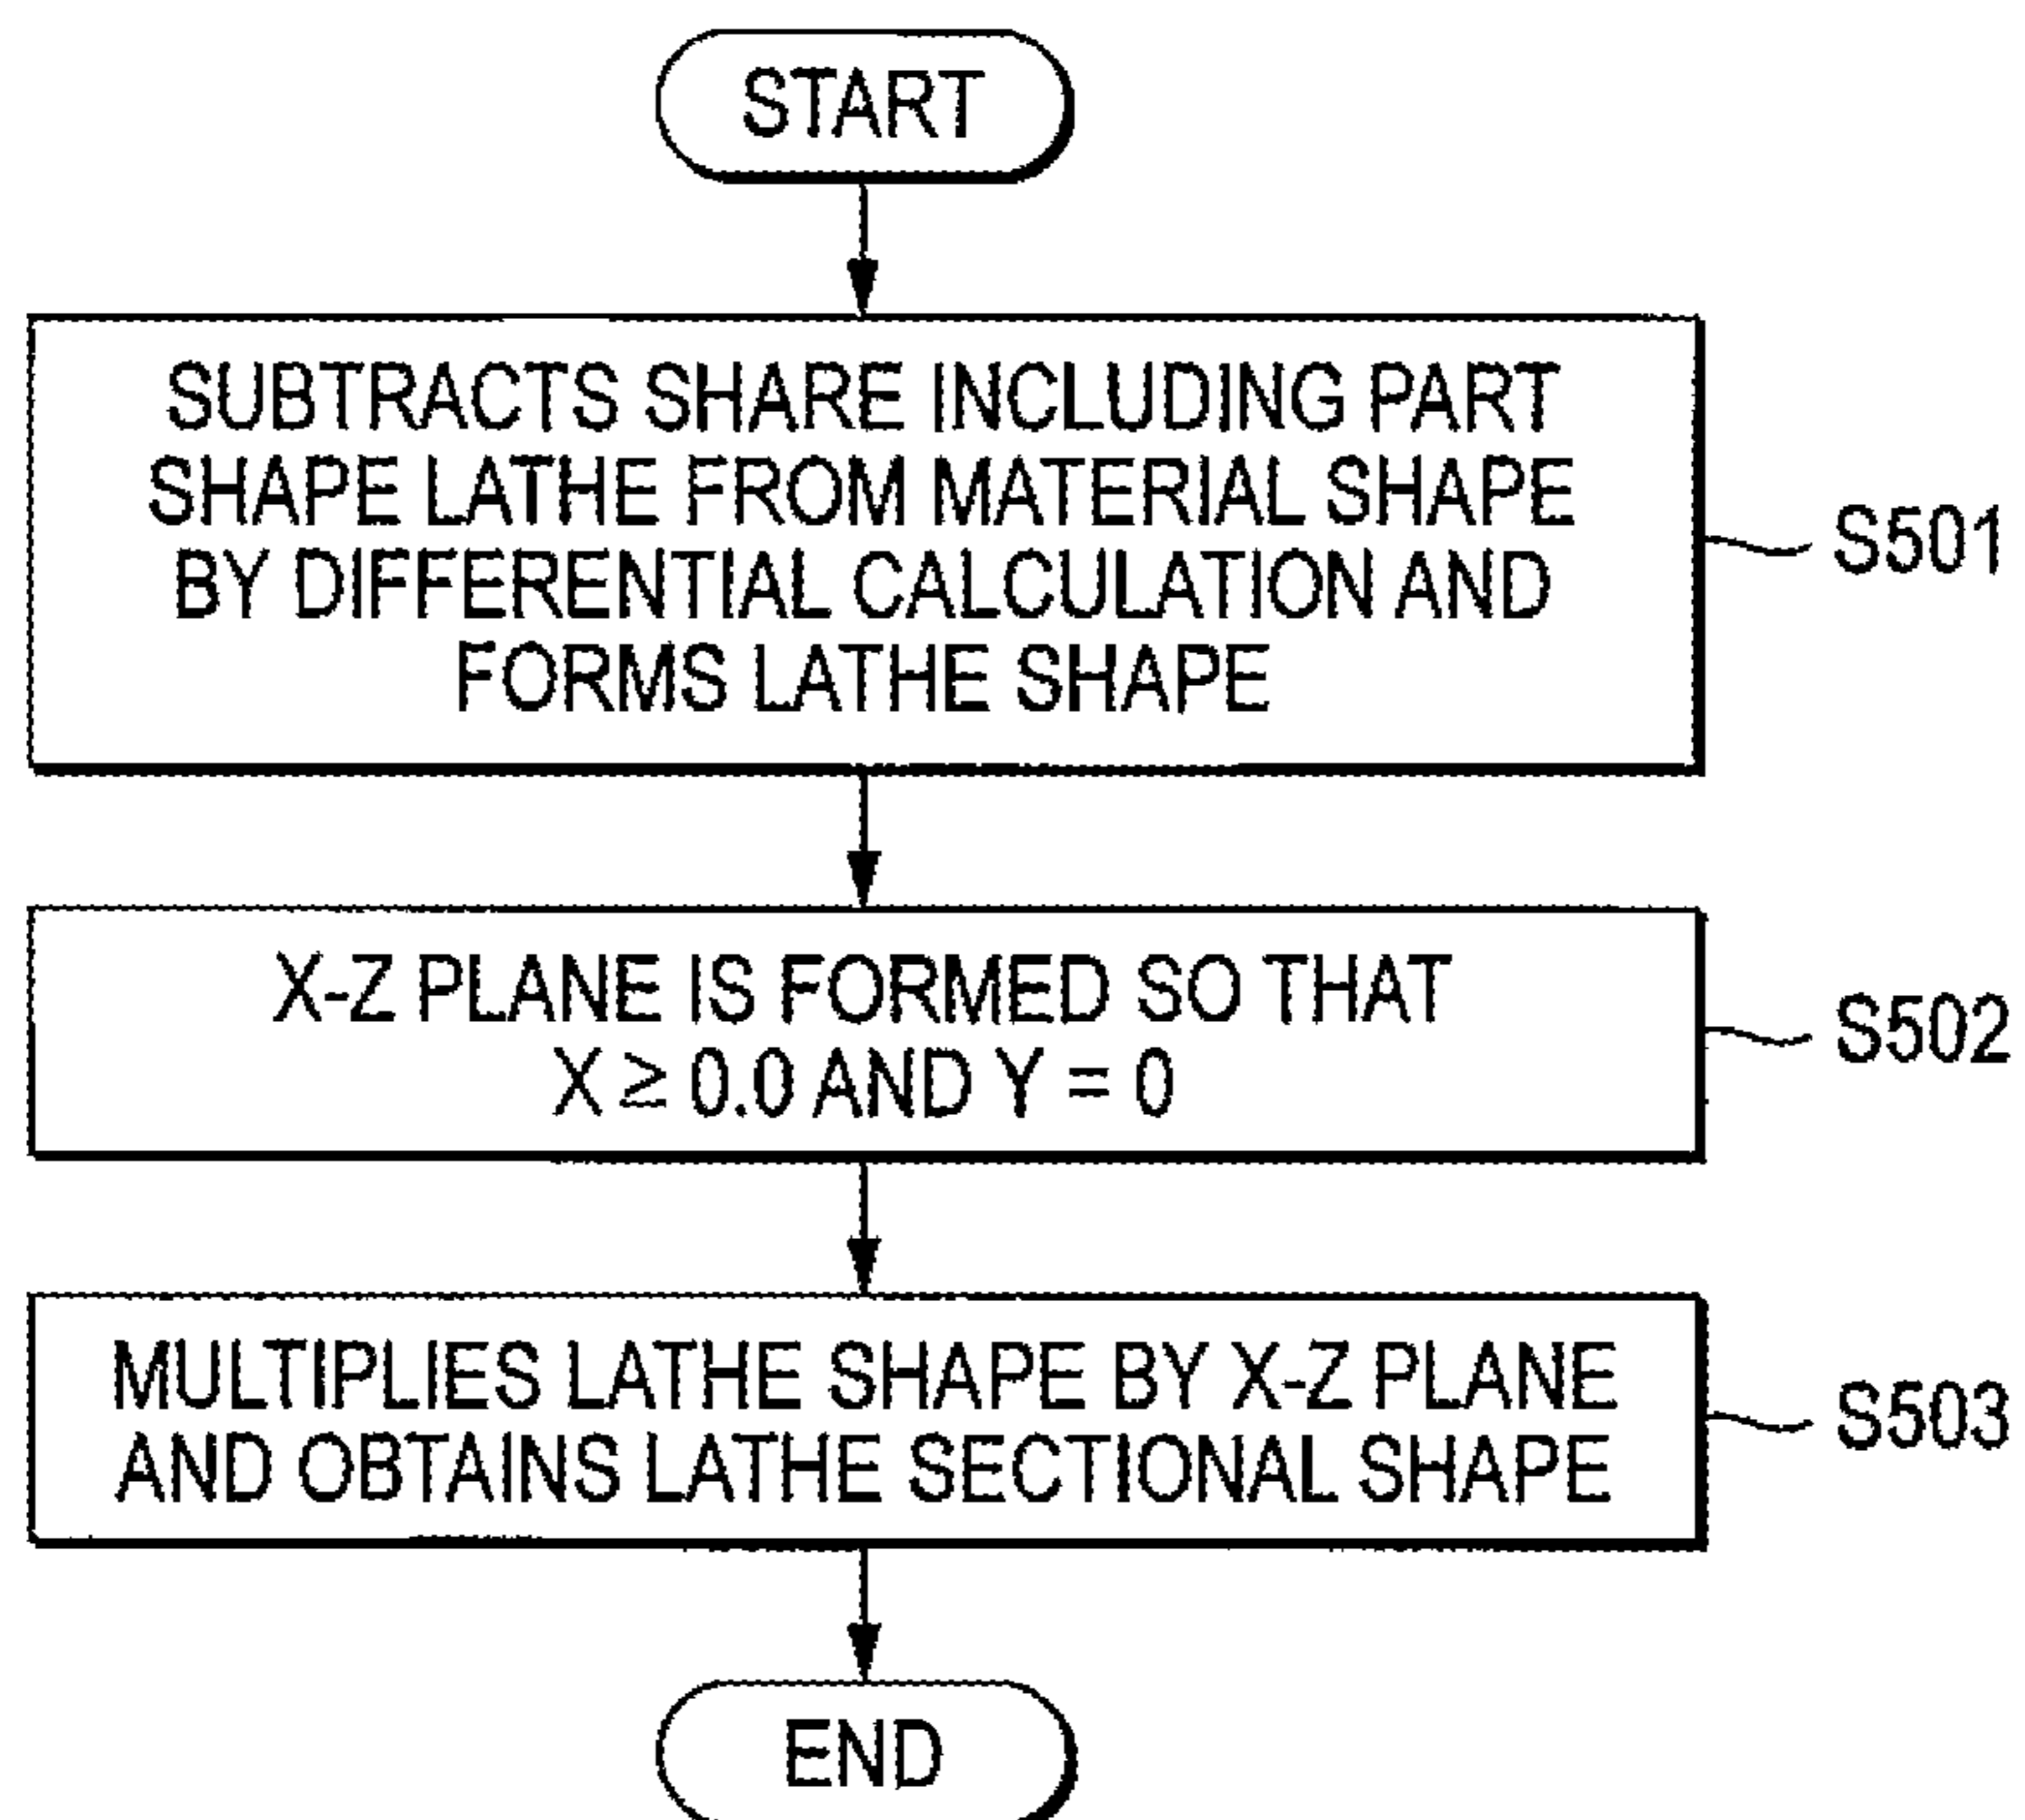 START
SUBTRACTS SHARE INCLUDING PART
SHAPE LATHE FROM MATERIAL SHAPE
BY DIFFERENTIAL CALCULATION AND
FORMS LATHE SHAPE
S501
X-Z PLANE IS FORMED SO THAT
X ≥ 0.0 AND Y = 0
S502
MULTIPLIES LATHE SHAPE BY X-Z PLANE
AND OBTAINS LATHE SECTIONAL SHAPE
S503
END